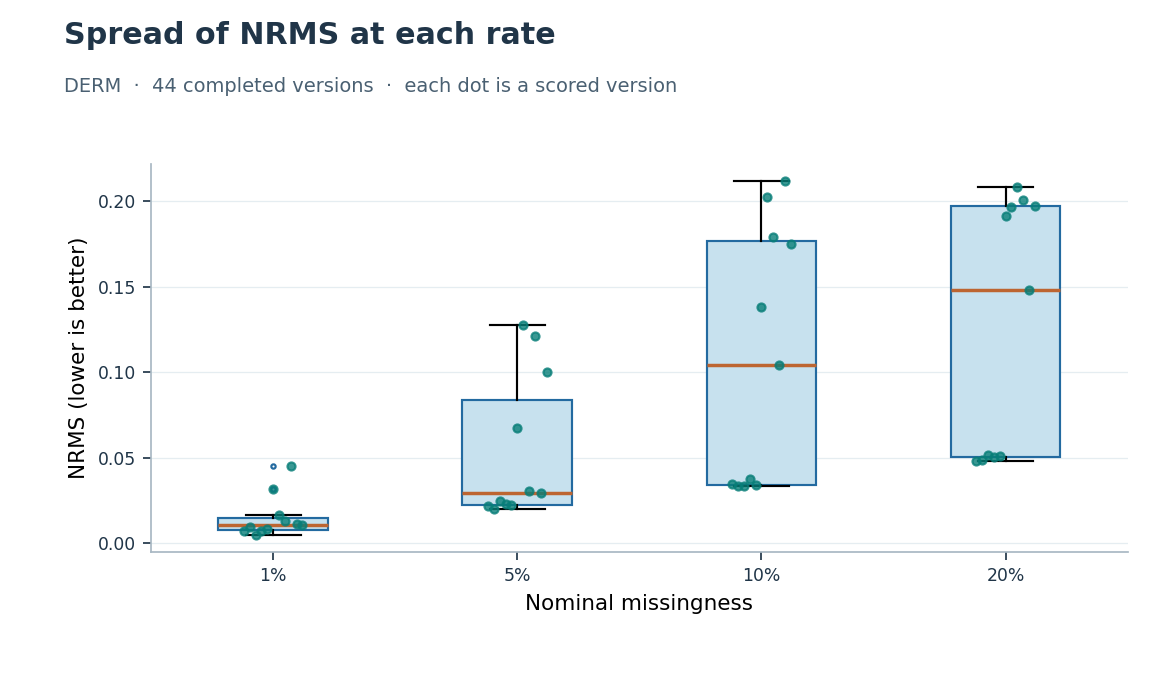 Spread of NRMS at each rate
DERM · 44 completed versions · each dot is a scored version
NRMS (lower is better)
0.20
0.15
0.10
0.05
0.00
1% 5% 10% 20%
Nominal missingness